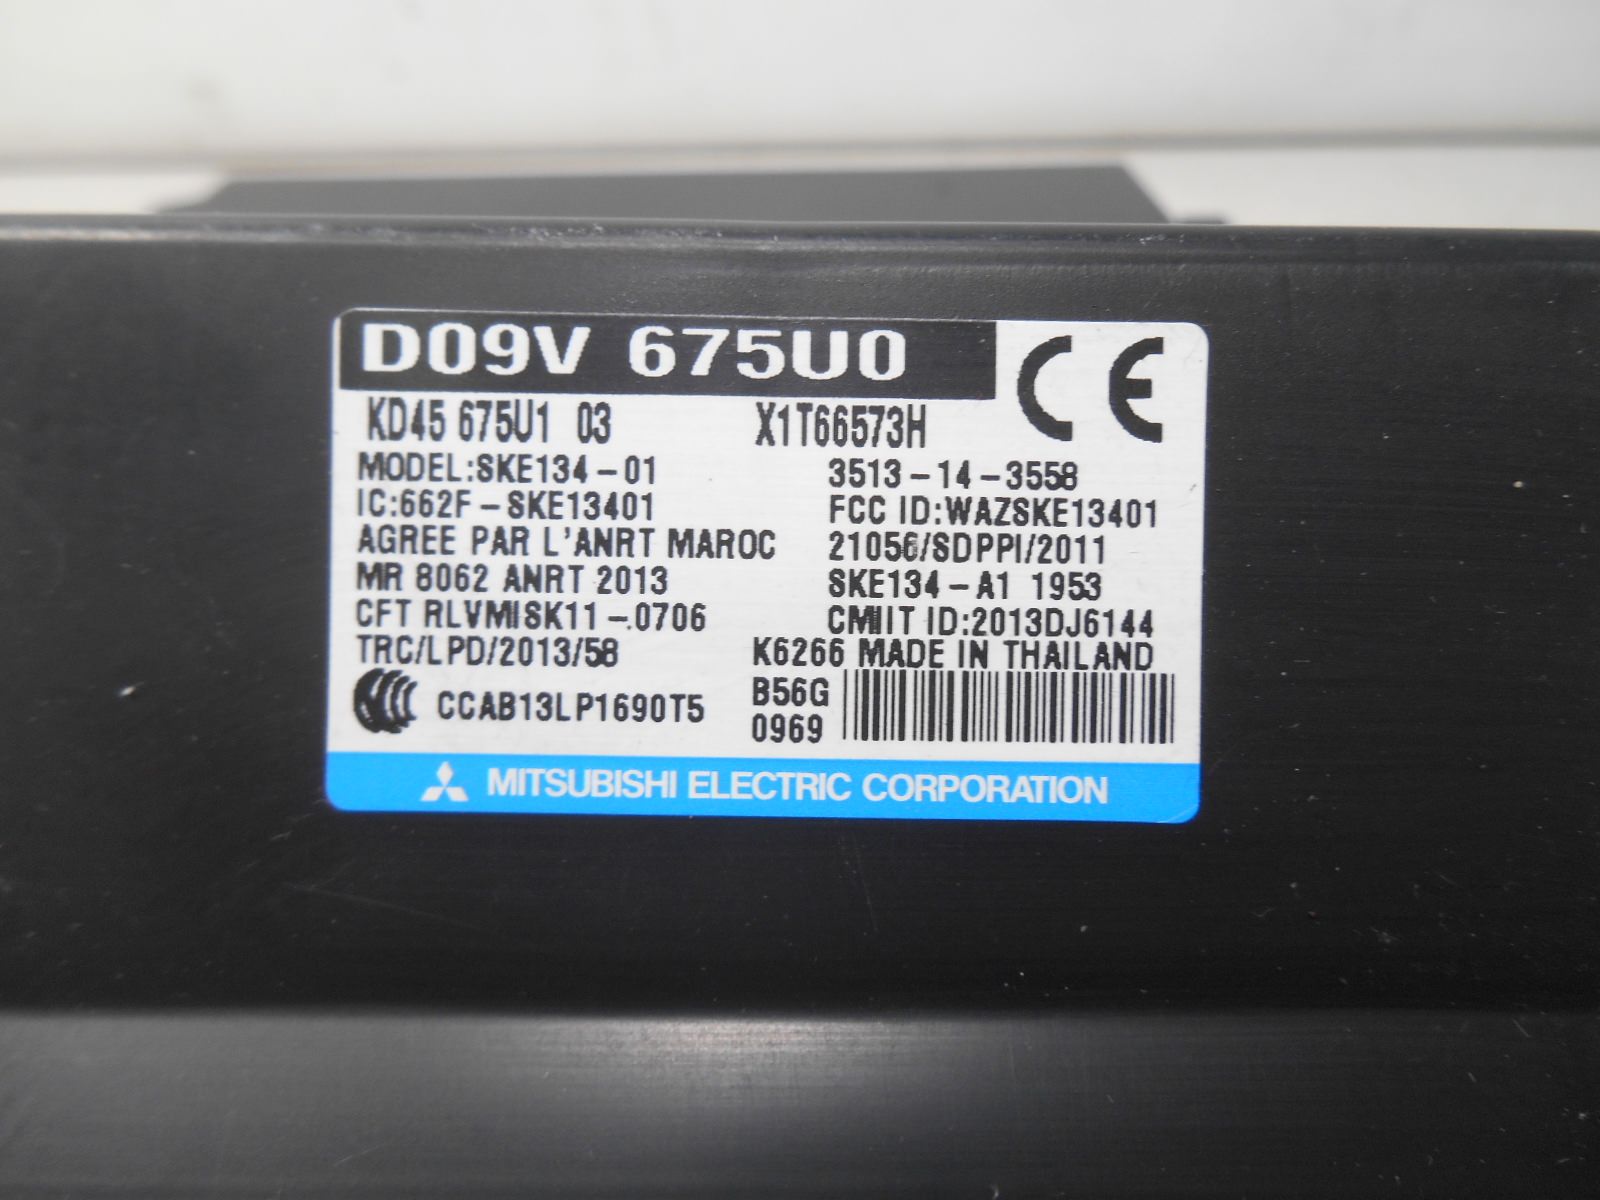 D09V 675U0
CE
KD45 675U1 03 X1T66573H
MODEL:SKE134-01 3513-14-3558
IC:662F-SKE13401 FCC ID:WAZSKE13401
AGREE PAR L'ANRT MAROC 21056/SDPPI/2011
MR 8062 ANRT 2013 SKE134-A1 1953
CFT RLVMISK11-0706 CMIIT ID:2013DJ6144
TRC/LPD/2013/58 K6266 MADE IN THAILAND
CCAB13LP1690T5 B56G
0969
MITSUBISHI ELECTRIC CORPORATION